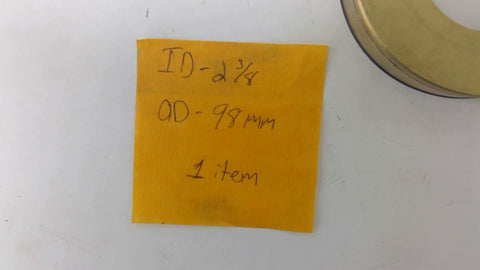 ID - 2 3/8
OD - 98 mm
1 item